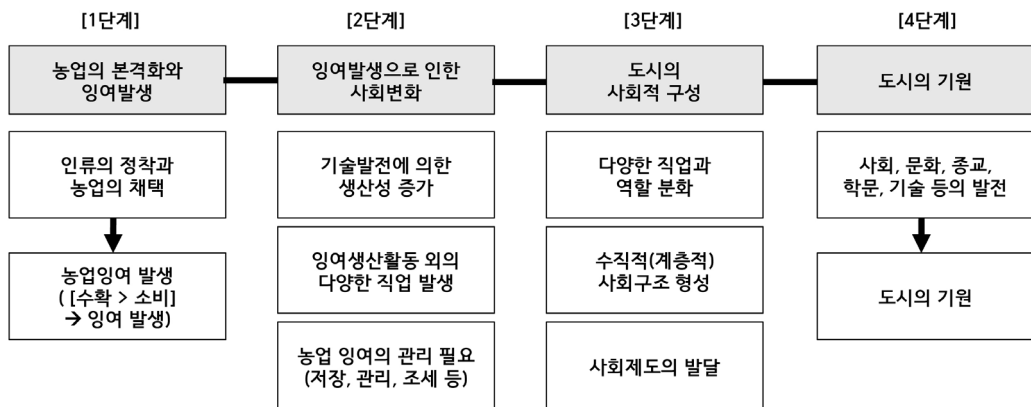 [1단계]
농업의 본격화와
잉여발생
인류의 정착과
농업의 채택
농업잉여 발생
( [수확 > 소비]
→ 잉여 발생)
[2단계]
잉여발생으로 인한
사회변화
기술발전에 의한
생산성 증가
잉여생산활동 외의
다양한 직업 발생
농업 잉여의 관리 필요
(저장, 관리, 조세 등)
[3단계]
도시의
사회적 구성
다양한 직업과
역할 분화
수직적(계층적)
사회구조 형성
사회제도의 발달
[4단계]
도시의 기원
사회, 문화, 종교,
학문, 기술 등의 발전
도시의 기원